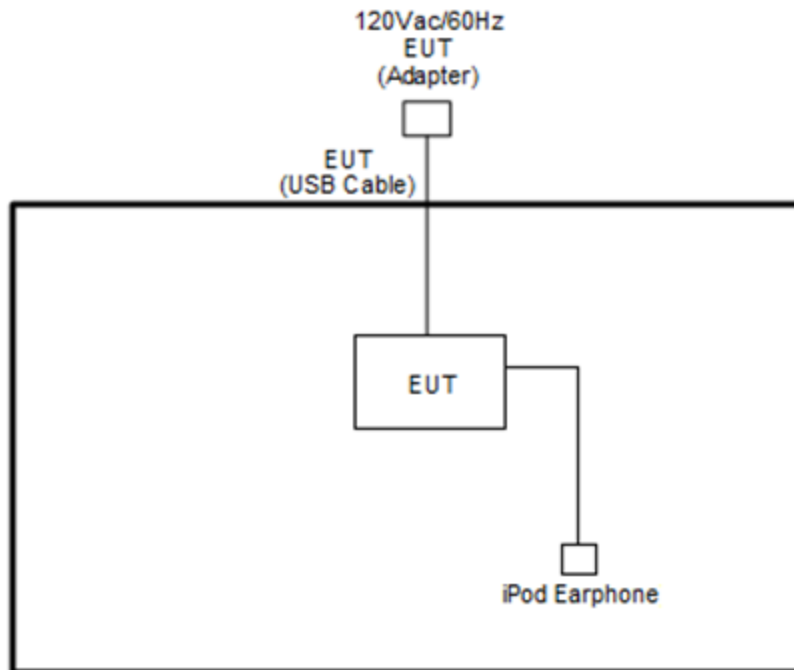 120Vac/60Hz
EUT
(Adapter)
EUT
(USB Cable)
EUT
iPod Earphone